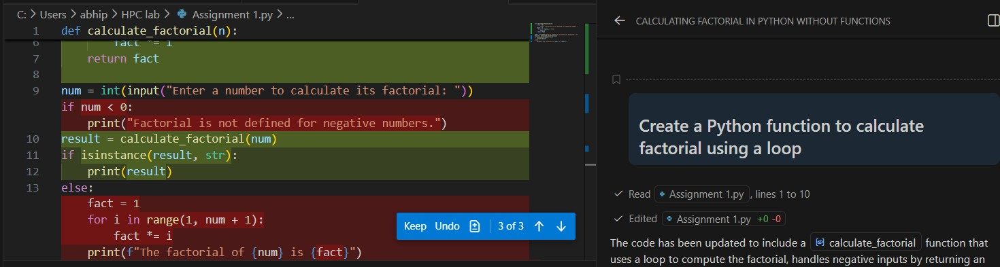 C: > Users > abhip > HPC lab > Assignment 1.py > ...
1 def calculate_factorial(n):
6 fact *= i
7 return fact
8
9 num = int(input("Enter a number to calculate its factorial: "))
if num < 0:
print("Factorial is not defined for negative numbers.")
10 result = calculate_factorial(num)
11 if isinstance(result, str):
12 print(result)
13 else:
fact = 1
for i in range(1, num + 1):
fact *= i
print(f"The factorial of {num} is {fact}")
Keep Undo 3 of 3
CALCULATING FACTORIAL IN PYTHON WITHOUT FUNCTIONS
Create a Python function to calculate
factorial using a loop
Read Assignment 1.py, lines 1 to 10
Edited Assignment 1.py +0 -0
The code has been updated to include a calculate_factorial function that
uses a loop to compute the factorial, handles negative inputs by returning an